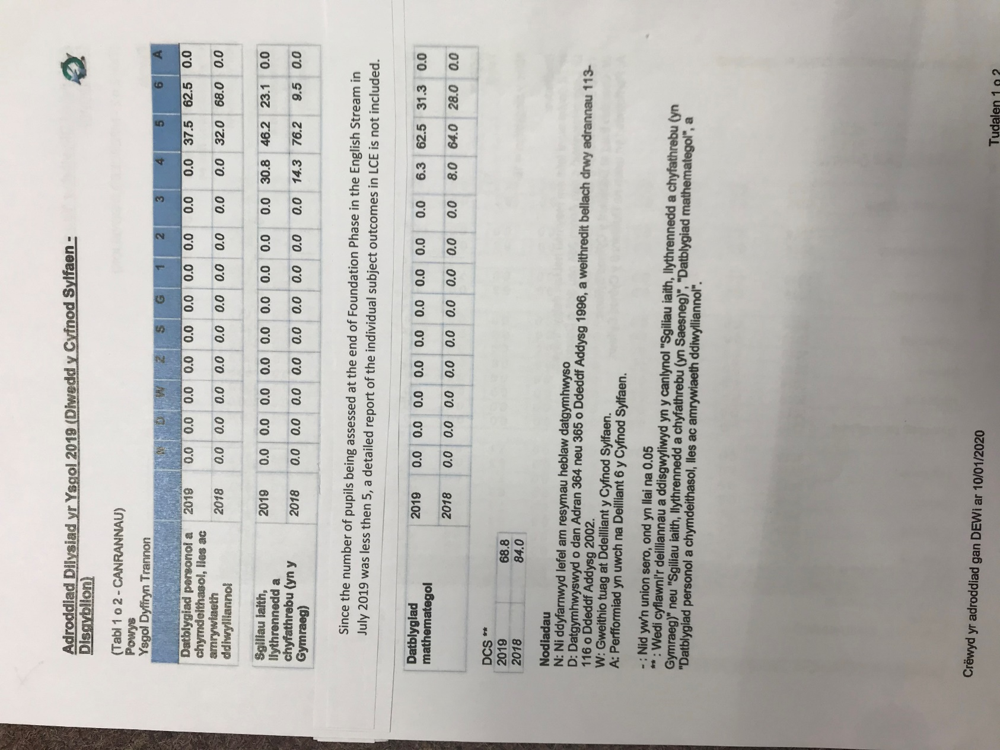 Adroddiad Dilysiad yr Ysgol 2019 (Diwedd y Cyfnod Sylfaen -
Disgyblion)
(Tabl 1 o 2 - CANRANNAU)
Powys
Ysgol Dyffryn Trannon
N D W Z S G 1 2 3 4 5 6 A
Datblygiad personol a
chymdeithasol, lles ac
amrywiaeth
ddiwylliannol
2019 0.0 0.0 0.0 0.0 0.0 0.0 0.0 0.0 0.0 0.0 37.5 62.5 0.0
2018 0.0 0.0 0.0 0.0 0.0 0.0 0.0 0.0 0.0 0.0 32.0 68.0 0.0
Sgiliau iaith,
llythrennedd a
chyfathrebu (yn y
Gymraeg)
2019 0.0 0.0 0.0 0.0 0.0 0.0 0.0 0.0 0.0 30.8 46.2 23.1 0.0
2018 0.0 0.0 0.0 0.0 0.0 0.0 0.0 0.0 0.0 14.3 76.2 9.5 0.0
Since the number of pupils being assessed at the end of Foundation Phase in the English Stream in
July 2019 was less then 5, a detailed report of the individual subject outcomes in LCE is not included.
Datblygiad
mathemategol
2019 0.0 0.0 0.0 0.0 0.0 0.0 0.0 0.0 0.0 6.3 62.5 31.3 0.0
2018 0.0 0.0 0.0 0.0 0.0 0.0 0.0 0.0 0.0 8.0 64.0 28.0 0.0
DCS **
2019 68.8
2018 84.0
Nodiadau
N: Ni ddyfarnwyd lefel am resymau heblaw datgymhwyso
D: Datgymhwyswyd o dan Adran 364 neu 365 o Ddeddf Addysg 1996, a weithredit bellach drwy adrannau 113-
116 o Ddeddf Addysg 2002.
W: Gweithio tuag at Ddeilliant y Cyfnod Sylfaen.
A: Perfformiad yn uwch na Deilliant 6 y Cyfnod Sylfaen.
- : Nid yw'n union sero, ond yn llai na 0.05
** : Wedi cyflawni'r deilliannau a ddisgwyliwyd yn y canlynol "Sgiliau iaith, llythrennedd a chyfathrebu (yn
Gymraeg)" neu "Sgiliau iaith, llythrennedd a chyfathrebu (yn Saesneg)", "Datblygiad mathemategol", a
"Datblygiad personol a chymdeithasol, lles ac amrywiaeth ddiwylliannol".
Crëwyd yr adroddiad gan DEWi ar 10/01/2020
Tudalen 1 o 2